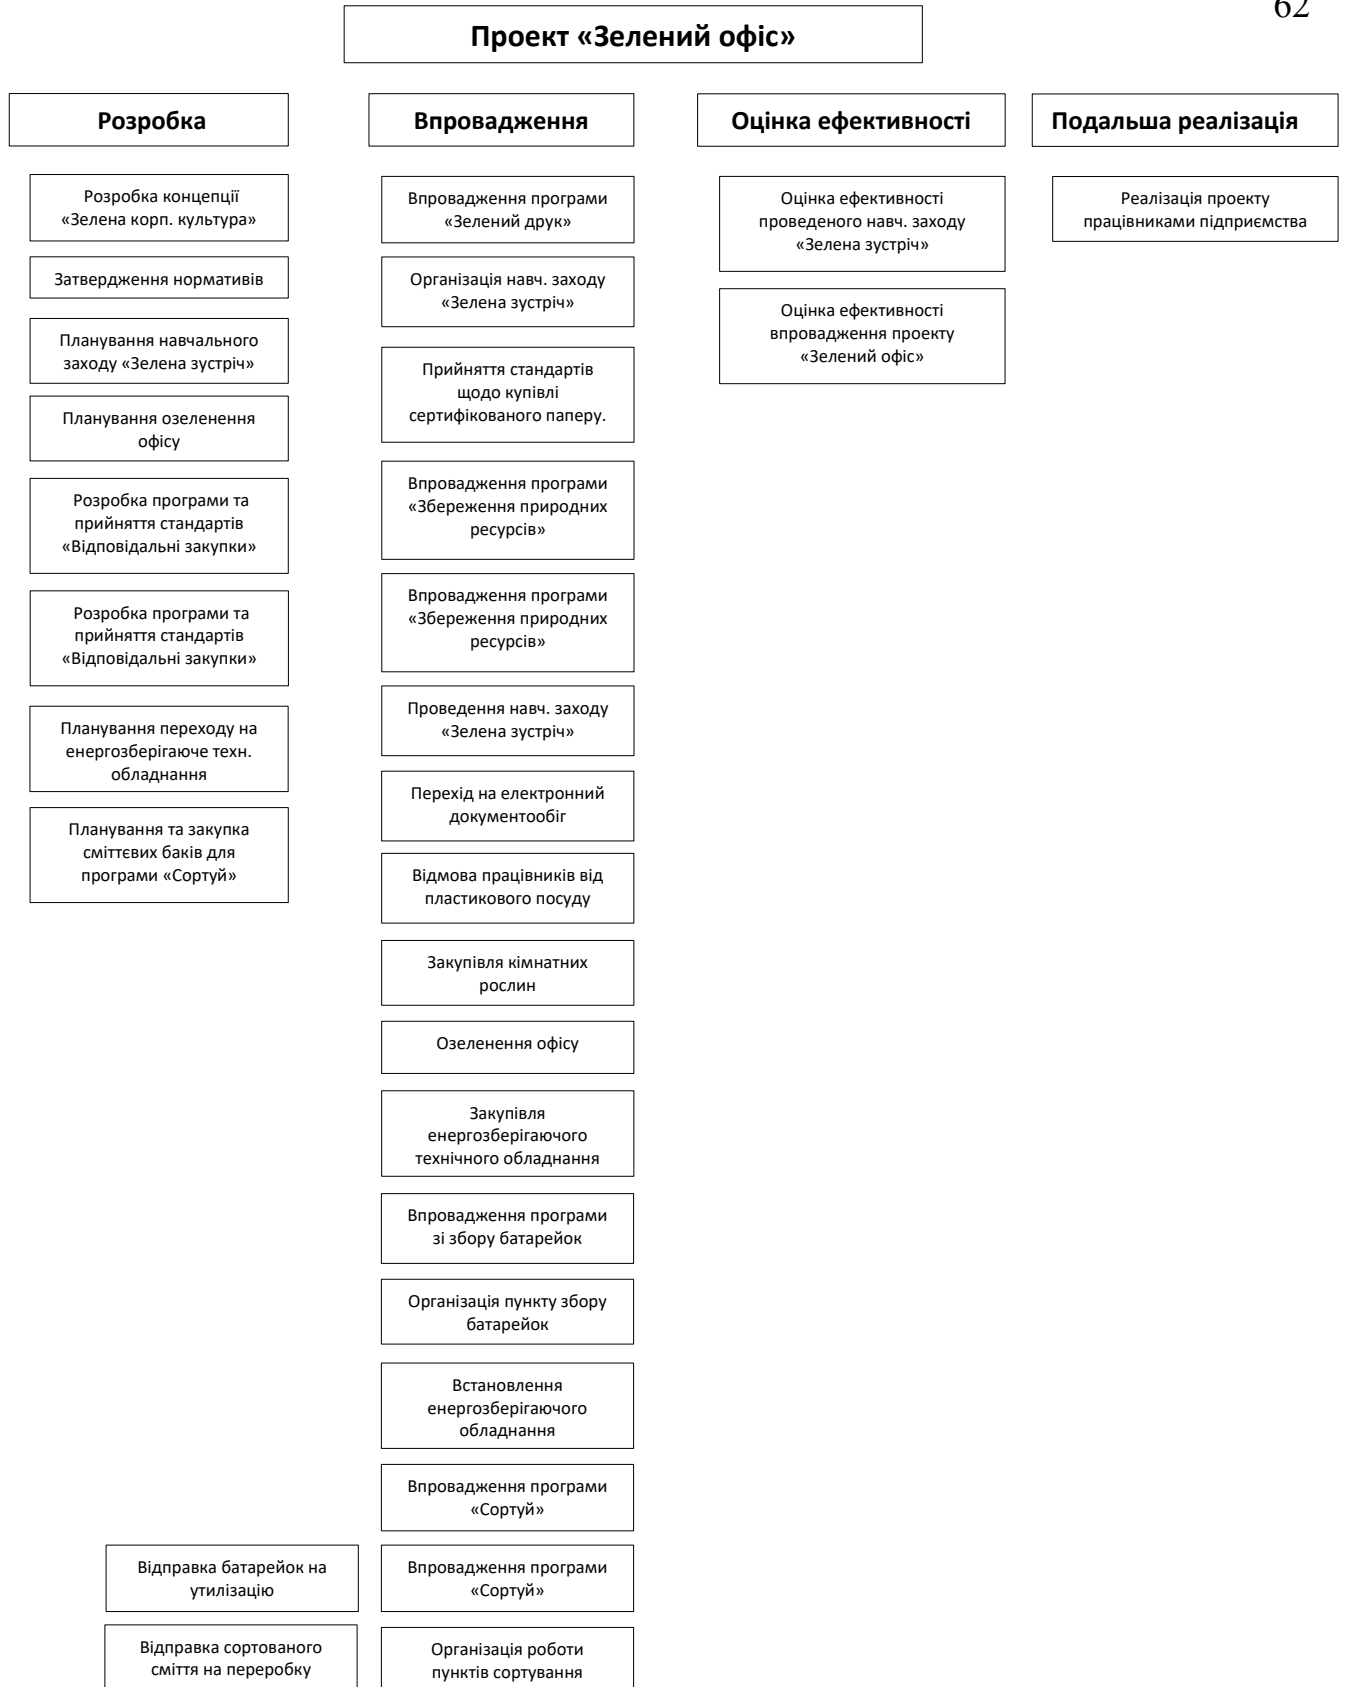 62
Проект «Зелений офіс»
Розробка
Розробка концепції
«Зелена корп. культура»
Затвердження нормативів
Планування навчального
заходу «Зелена зустріч»
Планування озеленення
офісу
Розробка програми та
прийняття стандартів
«Відповідальні закупки»
Розробка програми та
прийняття стандартів
«Відповідальні закупки»
Планування переходу на
енергозберігаюче техн.
обладнання
Планування та закупка
сміттєвих баків для
програми «Сортуй»
Впровадження
Впровадження програми
«Зелений друк»
Організація навч. заходу
«Зелена зустріч»
Прийняття стандартів
щодо купівлі
сертифікованого паперу.
Впровадження програми
«Збереження природних
ресурсів»
Впровадження програми
«Збереження природних
ресурсів»
Проведення навч. заходу
«Зелена зустріч»
Перехід на електронний
документообіг
Відмова працівників від
пластикового посуду
Закупівля кімнатних
рослин
Озеленення офісу
Закупівля
енергозберігаючого
технічного обладнання
Впровадження програми
зі збору батарейок
Організація пункту збору
батарейок
Встановлення
енергозберігаючого
обладнання
Впровадження програми
«Сортуй»
Впровадження програми
«Сортуй»
Організація роботи
пунктів сортування
Відправка батарейок на
утилізацію
Відправка сортованого
сміття на переробку
Оцінка ефективності
Оцінка ефективності
проведеного навч. заходу
«Зелена зустріч»
Оцінка ефективності
впровадження проекту
«Зелений офіс»
Подальша реалізація
Реалізація проекту
працівниками підприємства